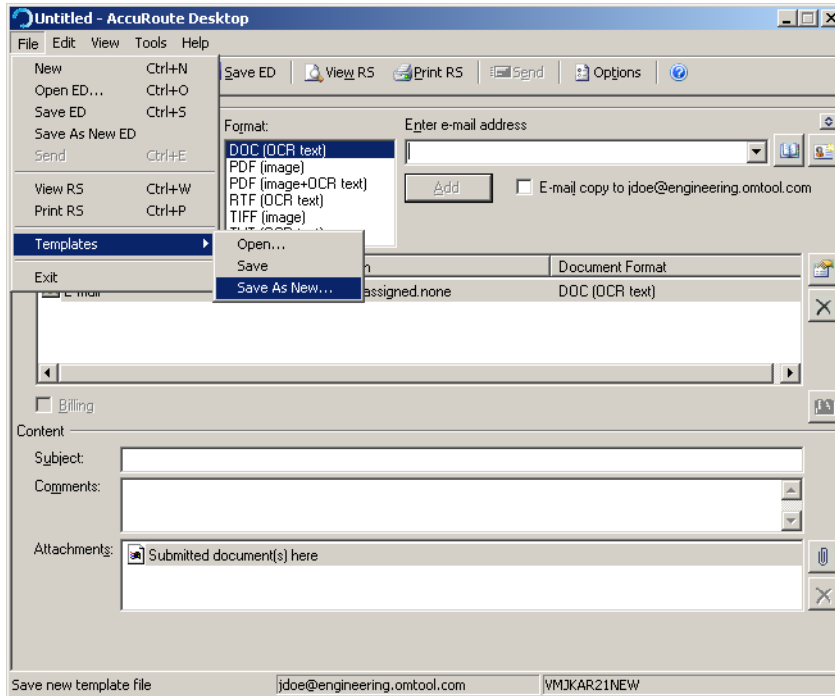 Untitled - AccuRoute Desktop
File Edit View Tools Help
Save ED View RS Print RS Send Options
New Ctrl+N
Open ED... Ctrl+O
Save ED Ctrl+S
Save As New ED
Send Ctrl+E
View RS Ctrl+W
Print RS Ctrl+P
Templates
Exit
Open...
Save
Save As New...
Format:
DOC (OCR text)
PDF (image)
PDF (image+OCR text)
RTF (OCR text)
TIFF (image)
Enter e-mail address
Add E-mail copy to jdoe@engineering.omtool.com
Document Format
E-mail assigned.none DOC (OCR text)
Billing
Content
Subject:
Comments:
Attachments: Submitted document(s) here
Save new template file jdoe@engineering.omtool.com VMJKAR21NEW